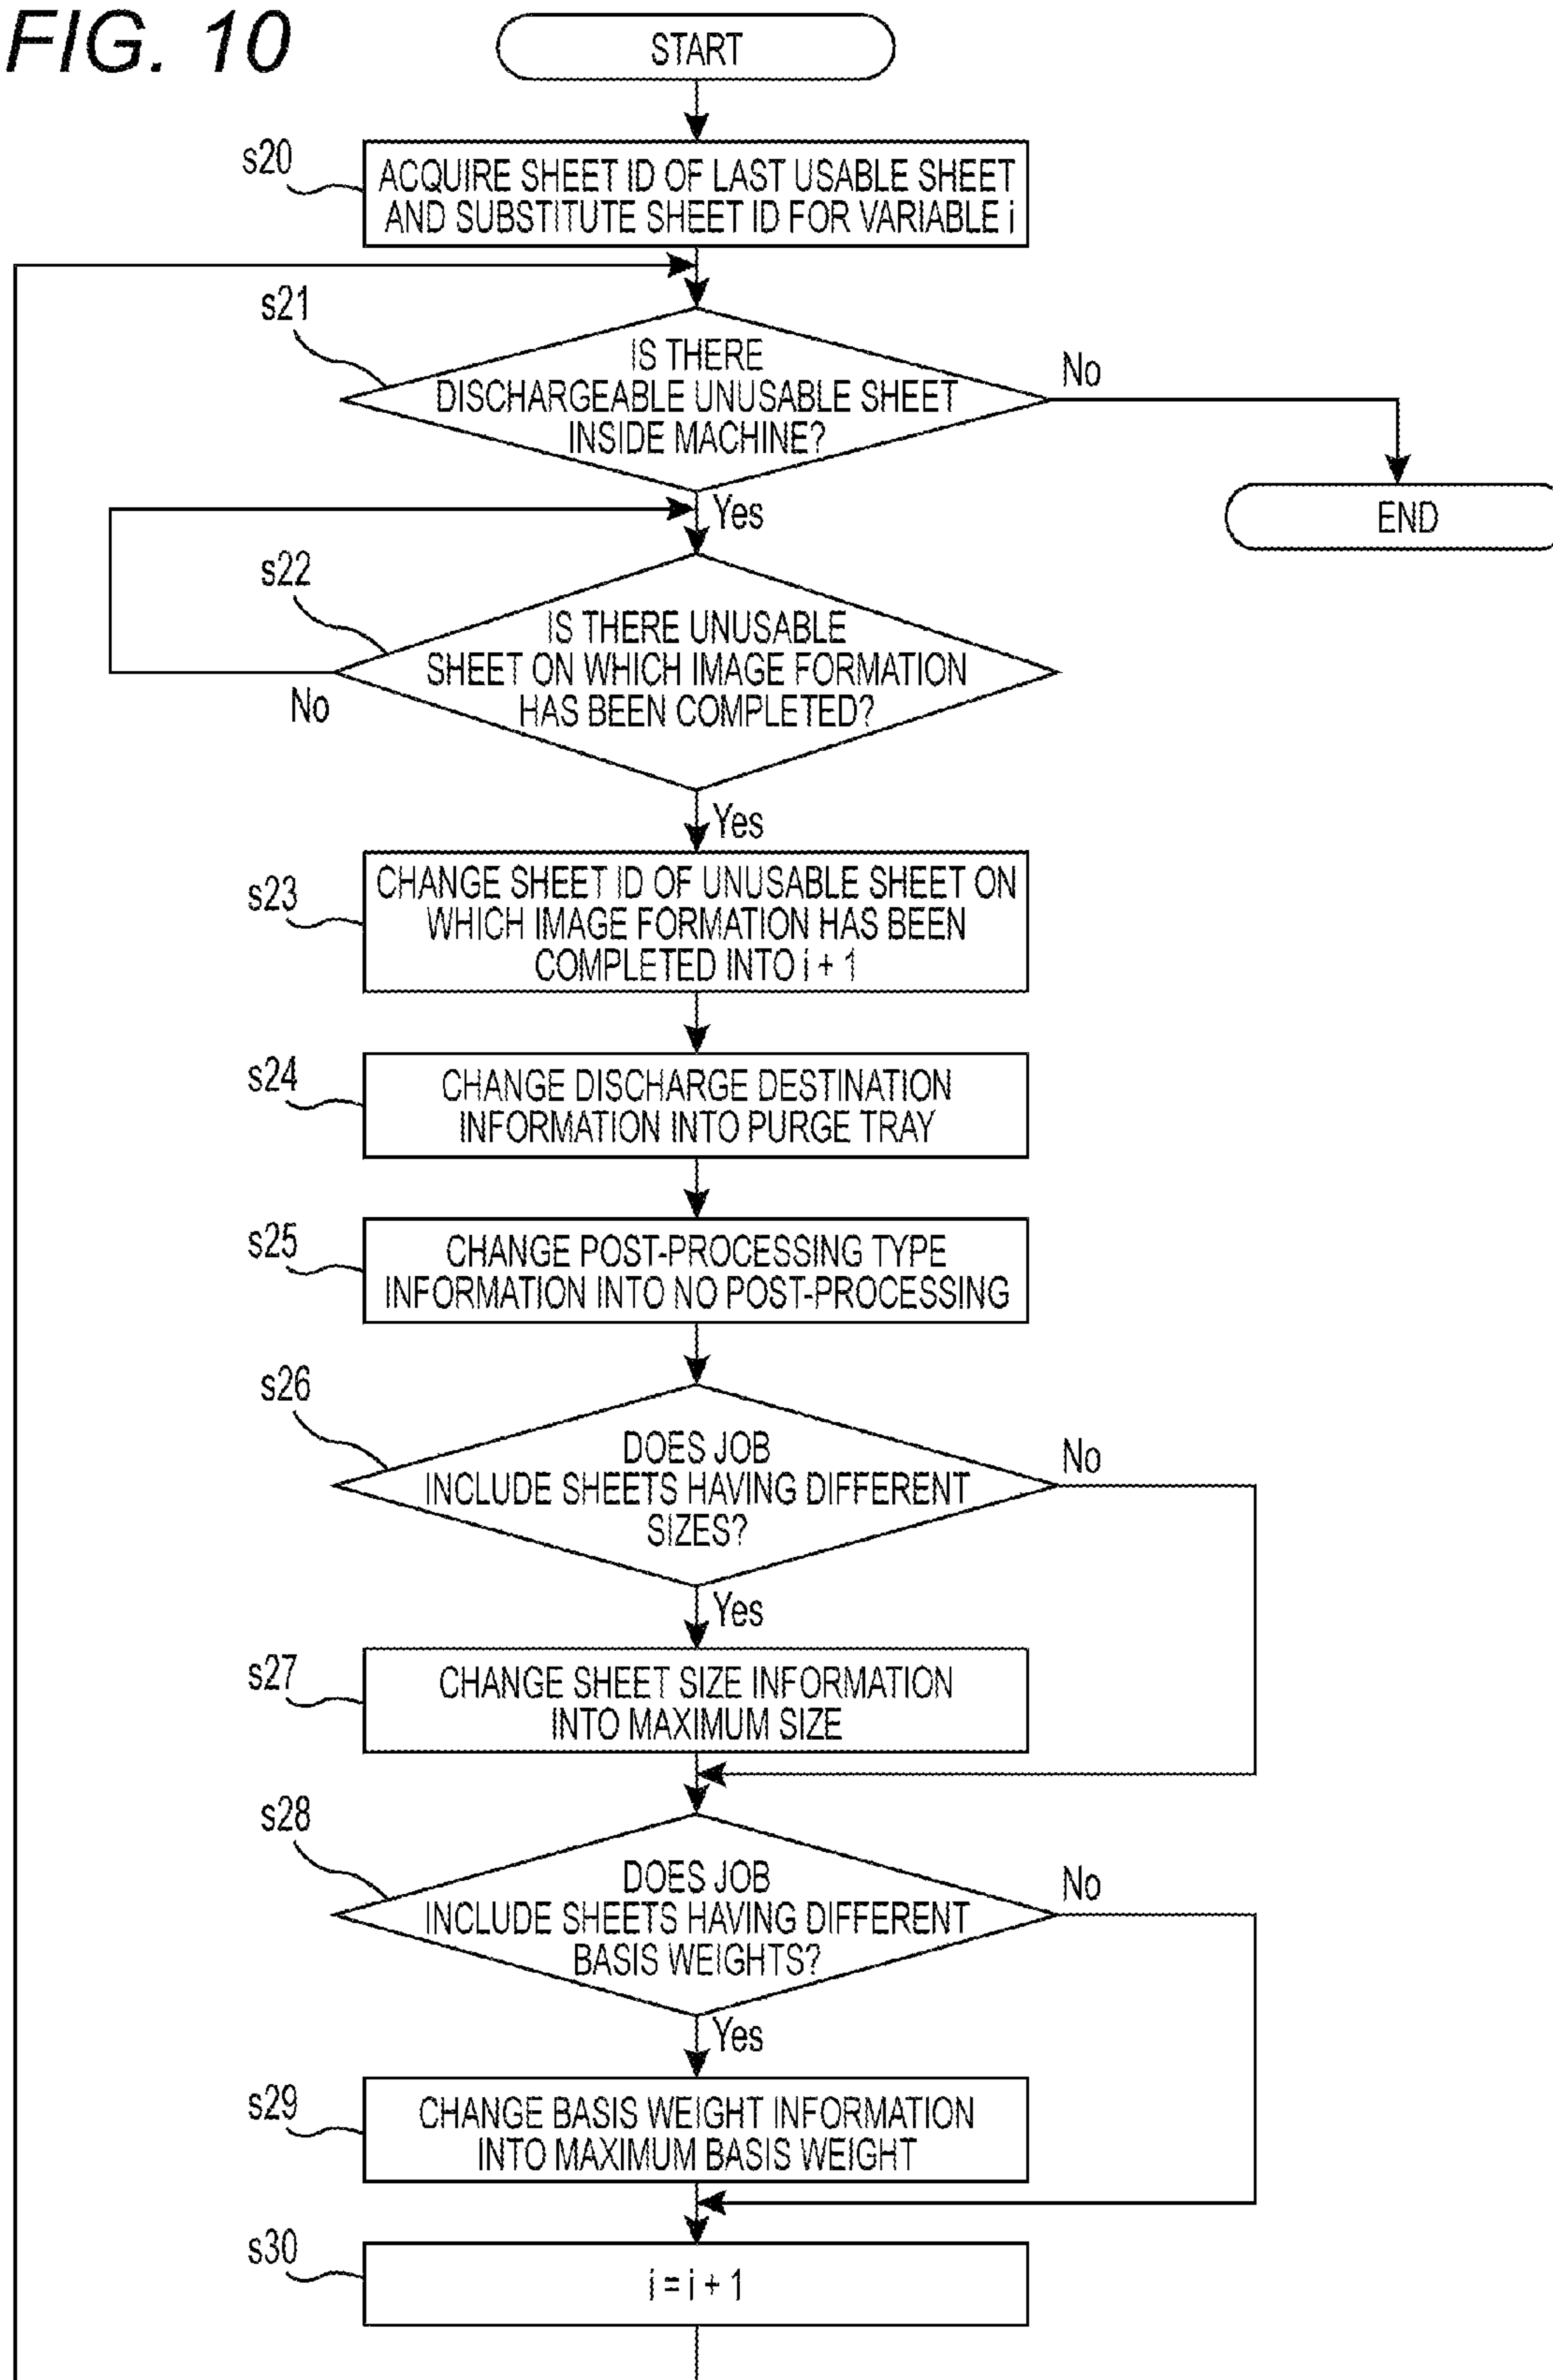 FIG. 10
START
s20
ACQUIRE SHEET ID OF LAST USABLE SHEET
AND SUBSTITUTE SHEET ID FOR VARIABLE i
s21
IS THERE
DISCHARGEABLE UNUSABLE SHEET
INSIDE MACHINE?
No
Yes
END
s22
IS THERE UNUSABLE
SHEET ON WHICH IMAGE FORMATION
HAS BEEN COMPLETED?
No
Yes
s23
CHANGE SHEET ID OF UNUSABLE SHEET ON
WHICH IMAGE FORMATION HAS BEEN
COMPLETED INTO i + 1
s24
CHANGE DISCHARGE DESTINATION
INFORMATION INTO PURGE TRAY
s25
CHANGE POST-PROCESSING TYPE
INFORMATION INTO NO POST-PROCESSING
s26
DOES JOB
INCLUDE SHEETS HAVING DIFFERENT
SIZES?
No
Yes
s27
CHANGE SHEET SIZE INFORMATION
INTO MAXIMUM SIZE
s28
DOES JOB
INCLUDE SHEETS HAVING DIFFERENT
BASIS WEIGHTS?
No
Yes
s29
CHANGE BASIS WEIGHT INFORMATION
INTO MAXIMUM BASIS WEIGHT
s30
i = i + 1